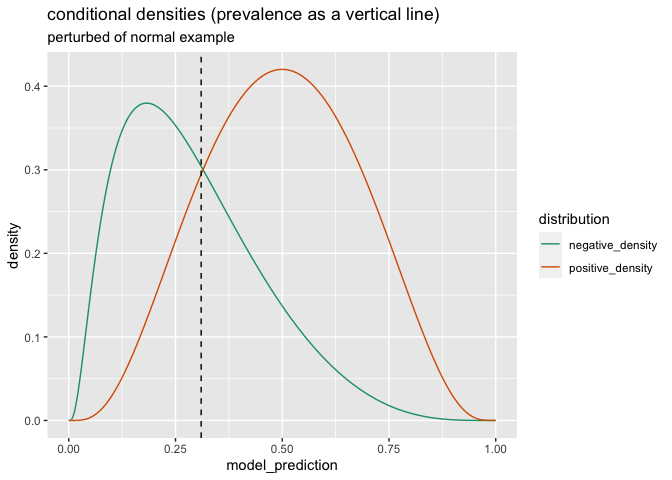 conditional densities (prevalence as a vertical line)
perturbed of normal example
0.4
0.3
0.2
0.1
0.0
density
0.00 0.25 0.50 0.75 1.00
model_prediction
distribution
negative_density
positive_density